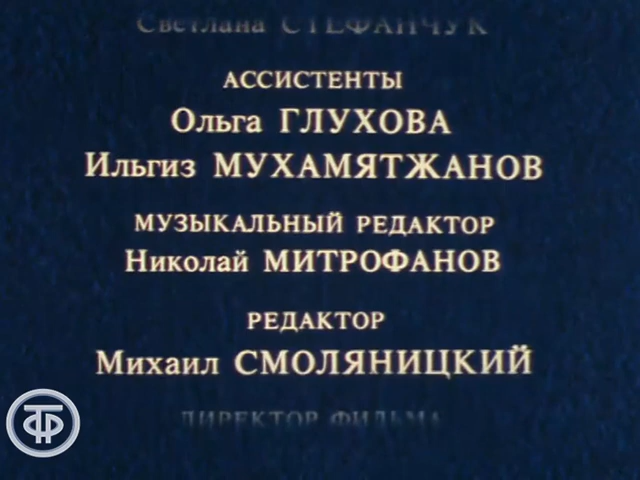 Светлана СТЕФАНЧУК
АССИСТЕНТЫ
Ольга ГЛУХОВА
Ильгиз МУХАМЯТЖАНОВ
МУЗЫКАЛЬНЫЙ РЕДАКТОР
Николай МИТРОФАНОВ
РЕДАКТОР
Михаил СМОЛЯНИЦКИЙ
ДИРЕКТОР ФИЛЬМА